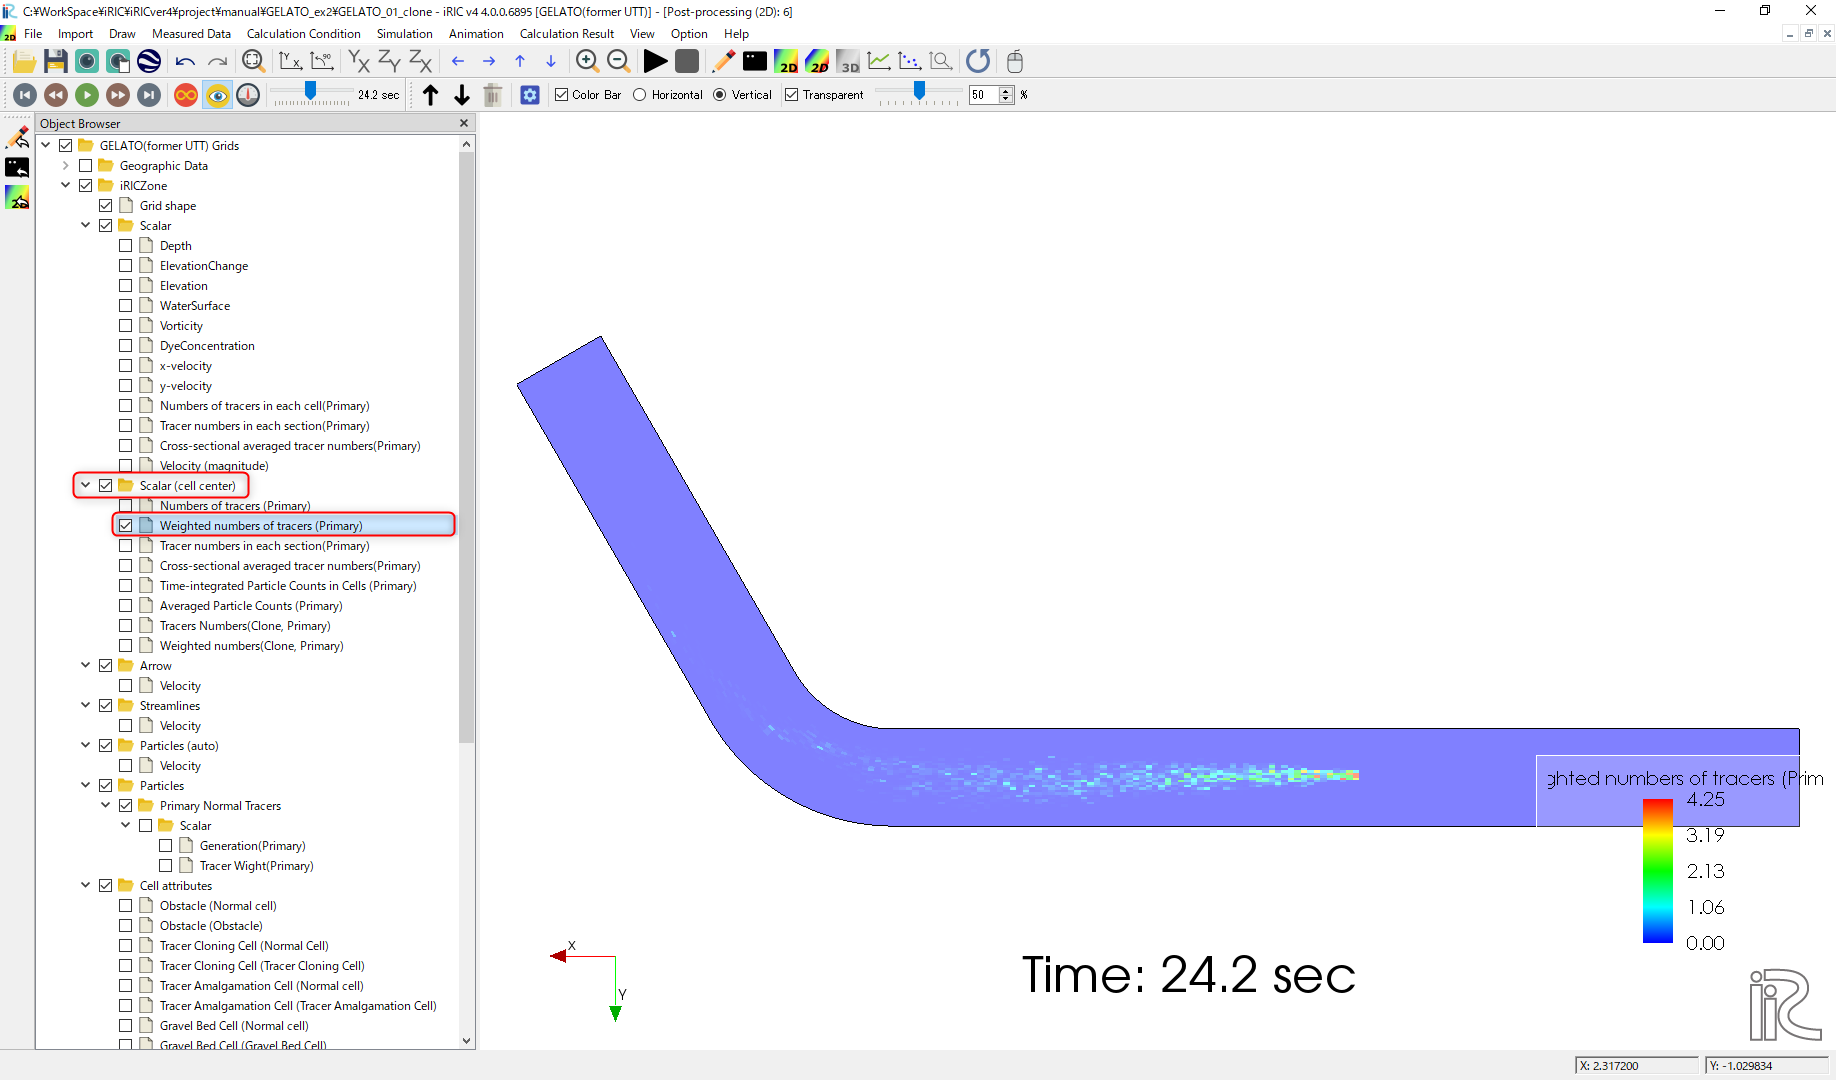 C:¥WorkSpace¥iRIC¥iRICver4¥project¥manual¥GELATO_ex2¥GELATO_01_clone - iRIC v4 4.0.0.6895 [GELATO(former UTT)] - [Post-processing (2D): 6]
File Import Draw Measured Data Calculation Condition Simulation Animation Calculation Result View Option Help
24.2 sec Color Bar Horizontal Vertical Transparent 50 %
Object Browser
GELATO(former UTT) Grids
Geographic Data
iRICZone
Grid shape
Scalar
Depth
ElevationChange
Elevation
WaterSurface
Vorticity
DyeConcentration
x-velocity
y-velocity
Numbers of tracers in each cell(Primary)
Tracer numbers in each section(Primary)
Cross-sectional averaged tracer numbers(Primary)
Velocity (magnitude)
Scalar (cell center)
Numbers of tracers (Primary)
Weighted numbers of tracers (Primary)
Tracer numbers in each section(Primary)
Cross-sectional averaged tracer numbers(Primary)
Time-integrated Particle Counts in Cells (Primary)
Averaged Particle Counts (Primary)
Tracers Numbers(Clone, Primary)
Weighted numbers(Clone, Primary)
Arrow
Velocity
Streamlines
Velocity
Particles (auto)
Velocity
Particles
Primary Normal Tracers
Scalar
Generation(Primary)
Tracer Wight(Primary)
Cell attributes
Obstacle (Normal cell)
Obstacle (Obstacle)
Tracer Cloning Cell (Normal Cell)
Tracer Cloning Cell (Tracer Cloning Cell)
Tracer Amalgamation Cell (Normal cell)
Tracer Amalgamation Cell (Tracer Amalgamation Cell)
Gravel Bed Cell (Normal cell)
Gravel Bed Cell (Gravel Bed Cell)
ghted numbers of tracers (Prim
4.25
3.19
2.13
1.06
0.00
X
Y
Time: 24.2 sec
iRIC
X: 2.317200
Y: -1.029834